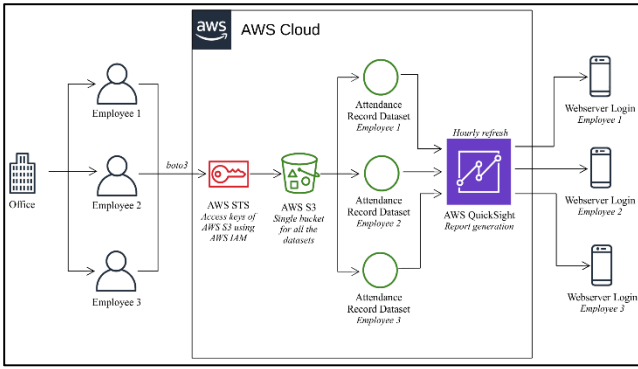 aws
AWS Cloud
Office
Employee 1
Employee 2
Employee 3
boto3
AWS STS
Access keys of
AWS S3 using
AWS IAM
AWS S3
Single bucket
for all the
datasets
Attendance
Record Dataset
Employee 1
Attendance
Record Dataset
Employee 2
Attendance
Record Dataset
Employee 3
Hourly refresh
AWS QuickSight
Report generation
Webserver Login
Employee 1
Webserver Login
Employee 2
Webserver Login
Employee 3